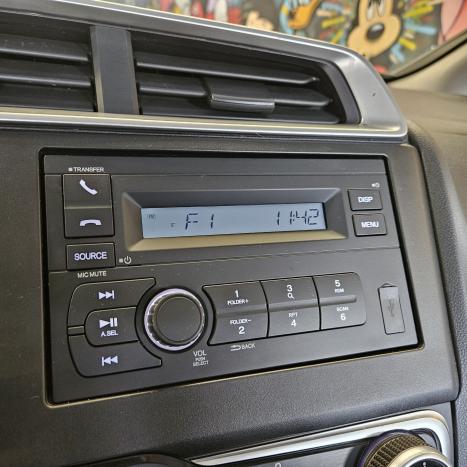 TRANSFER
DISP
F1 11:42
MENU
SOURCE
MIC MUTE
A.SEL
1
FOLDER+
3
5
RDM
FOLDER-
2
RPT
4
SCAN
6
VOL
PUSH
SELECT
BACK